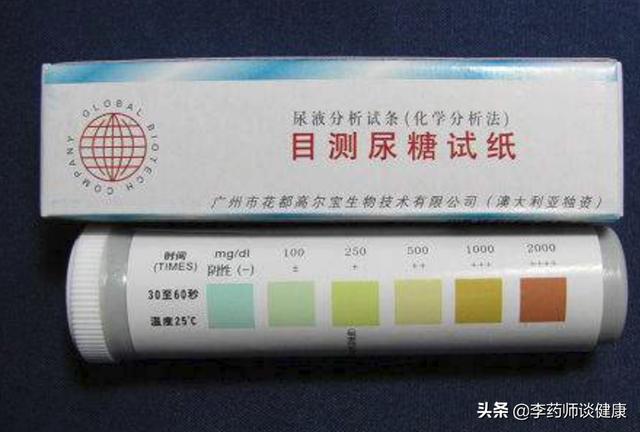 GLOBAL BIOTECH COMPANY
尿液分析试条(化学分析法)
目测尿糖试纸
广州市花都高尔宝生物技术有限公司(澳大利亚独资)
时间 mg/dl 100 250 500 1000 2000
(TIMES) 阴性(-) ± + ++ +++ ++++
30至60秒
温度25℃
头条 @李药师谈健康